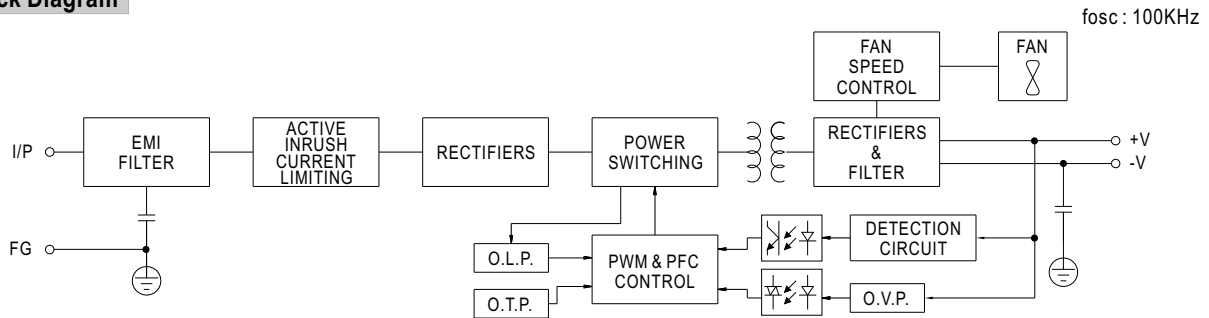 ck Diagram
fosc : 100KHz
FAN
SPEED
CONTROL
FAN
I/P
EMI
FILTER
ACTIVE
INRUSH
CURRENT
LIMITING
RECTIFIERS
POWER
SWITCHING
RECTIFIERS
&
FILTER
+V
-V
FG
O.L.P.
PWM & PFC
CONTROL
DETECTION
CIRCUIT
O.T.P.
O.V.P.